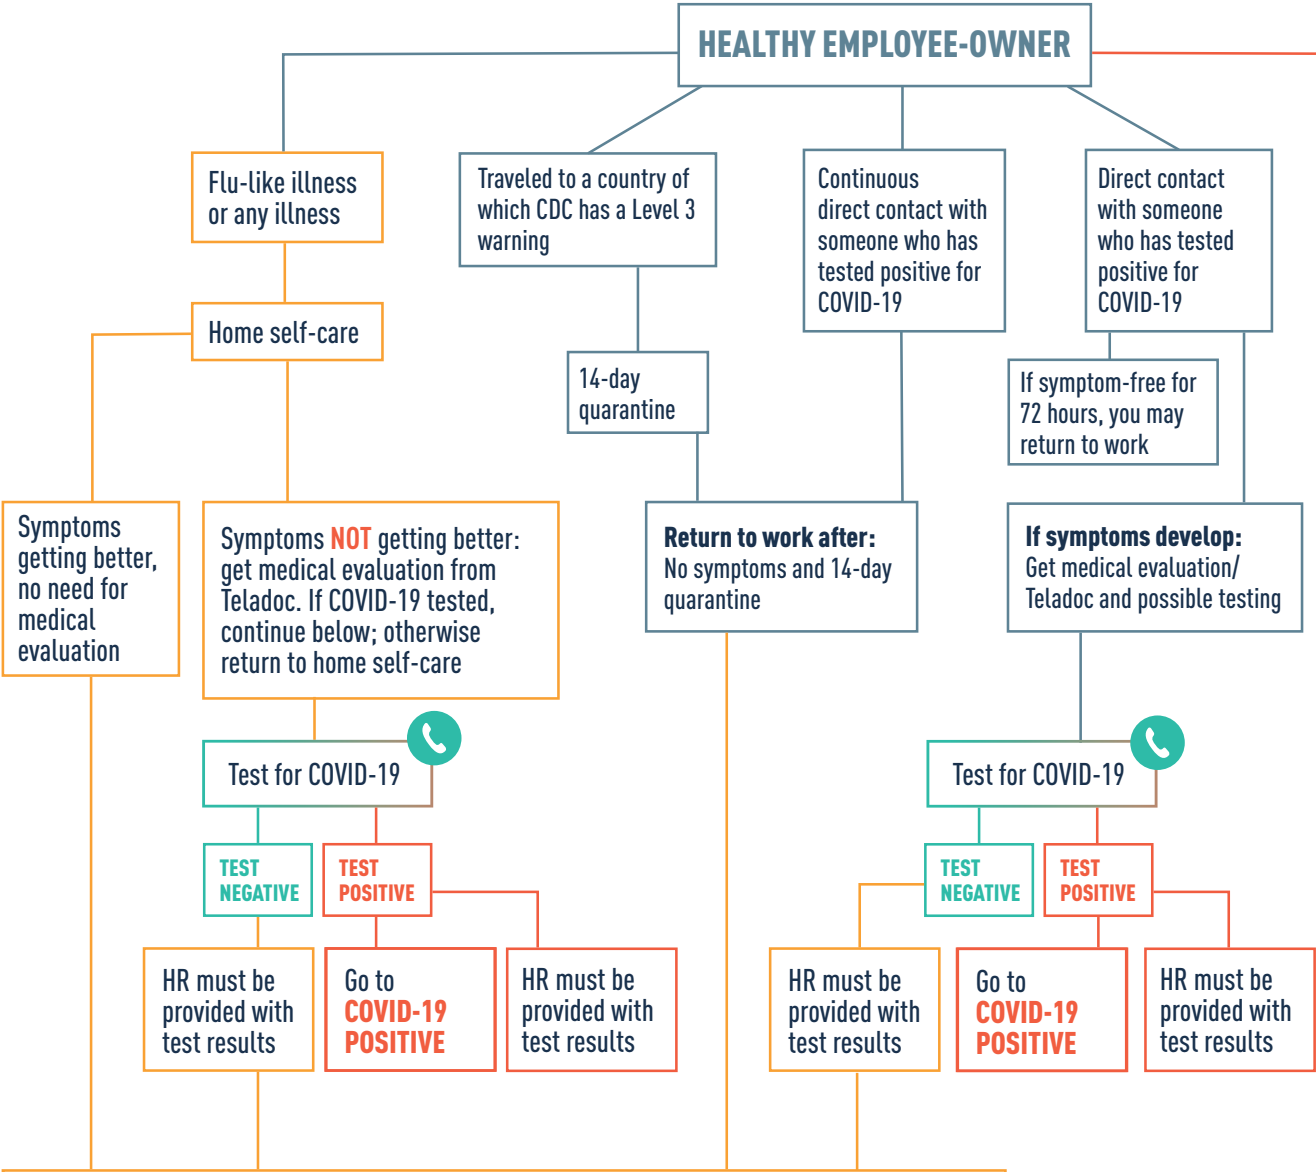 HEALTHY EMPLOYEE-OWNER
Flu-like illness
or any illness
Traveled to a country of
which CDC has a Level 3
warning
Continuous
direct contact with
someone who has
tested positive for
COVID-19
Direct contact
with someone
who has tested
positive for
COVID-19
Home self-care
14-day
quarantine
If symptom-free for
72 hours, you may
return to work
Symptoms
getting better,
no need for
medical
evaluation
Symptoms NOT getting better:
get medical evaluation from
Teladoc. If COVID-19 tested,
continue below; otherwise
return to home self-care
Return to work after:
No symptoms and 14-day
quarantine
If symptoms develop:
Get medical evaluation/
Teladoc and possible testing
Test for COVID-19
Test for COVID-19
TEST
NEGATIVE
TEST
POSITIVE
TEST
NEGATIVE
TEST
POSITIVE
HR must be
provided with
test results
Go to
COVID-19
POSITIVE
HR must be
provided with
test results
HR must be
provided with
test results
Go to
COVID-19
POSITIVE
HR must be
provided with
test results